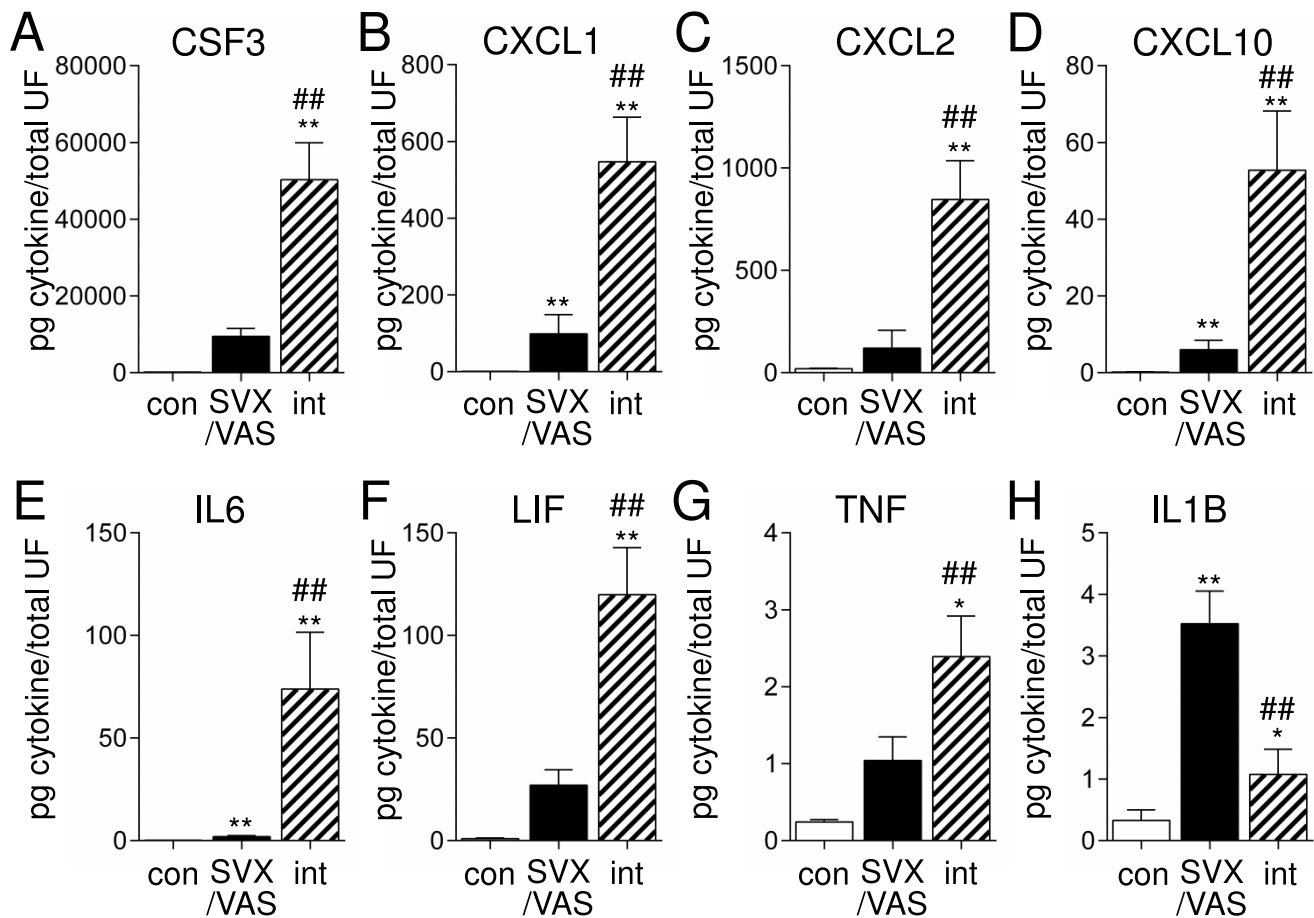 A CSF3
pg cytokine/total UF
80000
60000
40000
20000
0
##
**
con SVX /VAS int
B CXCL1
pg cytokine/total UF
800
600
400
200
0
**
##
**
con SVX /VAS int
C CXCL2
pg cytokine/total UF
1500
1000
500
0
##
**
con SVX /VAS int
D CXCL10
pg cytokine/total UF
80
60
40
20
0
**
##
**
con SVX /VAS int
E IL6
pg cytokine/total UF
150
100
50
0
**
##
**
con SVX /VAS int
F LIF
pg cytokine/total UF
150
100
50
0
##
**
con SVX /VAS int
G TNF
pg cytokine/total UF
4
3
2
1
0
##
*
con SVX /VAS int
H IL1B
pg cytokine/total UF
5
4
3
2
1
0
**
##
*
con SVX /VAS int